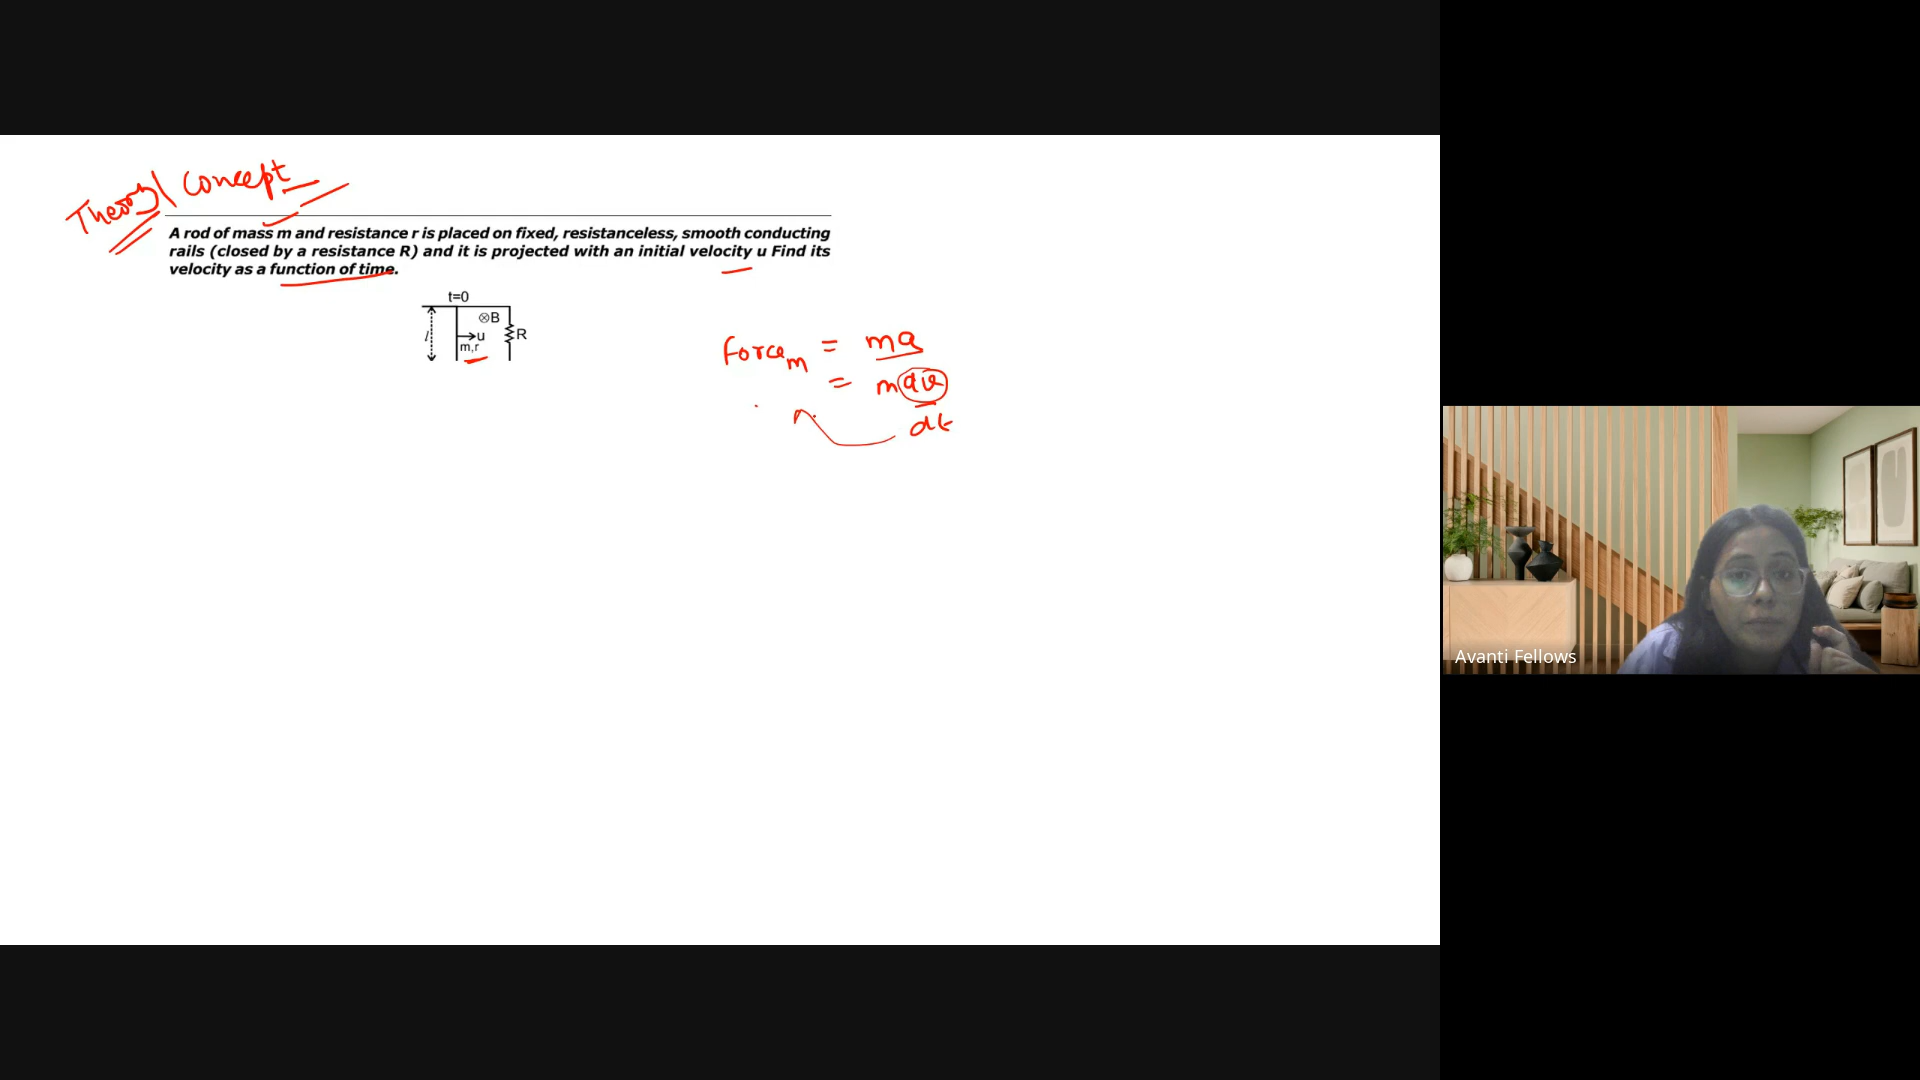 Theory| Concept
A rod of mass m and resistance r is placed on fixed, resistanceless, smooth conducting
rails (closed by a resistance R) and it is projected with an initial velocity u Find its
velocity as a function of time.
t=0
⊗B
l
u
R
m,r
Force_m = ma
= m dv
dt
Avanti Fellows